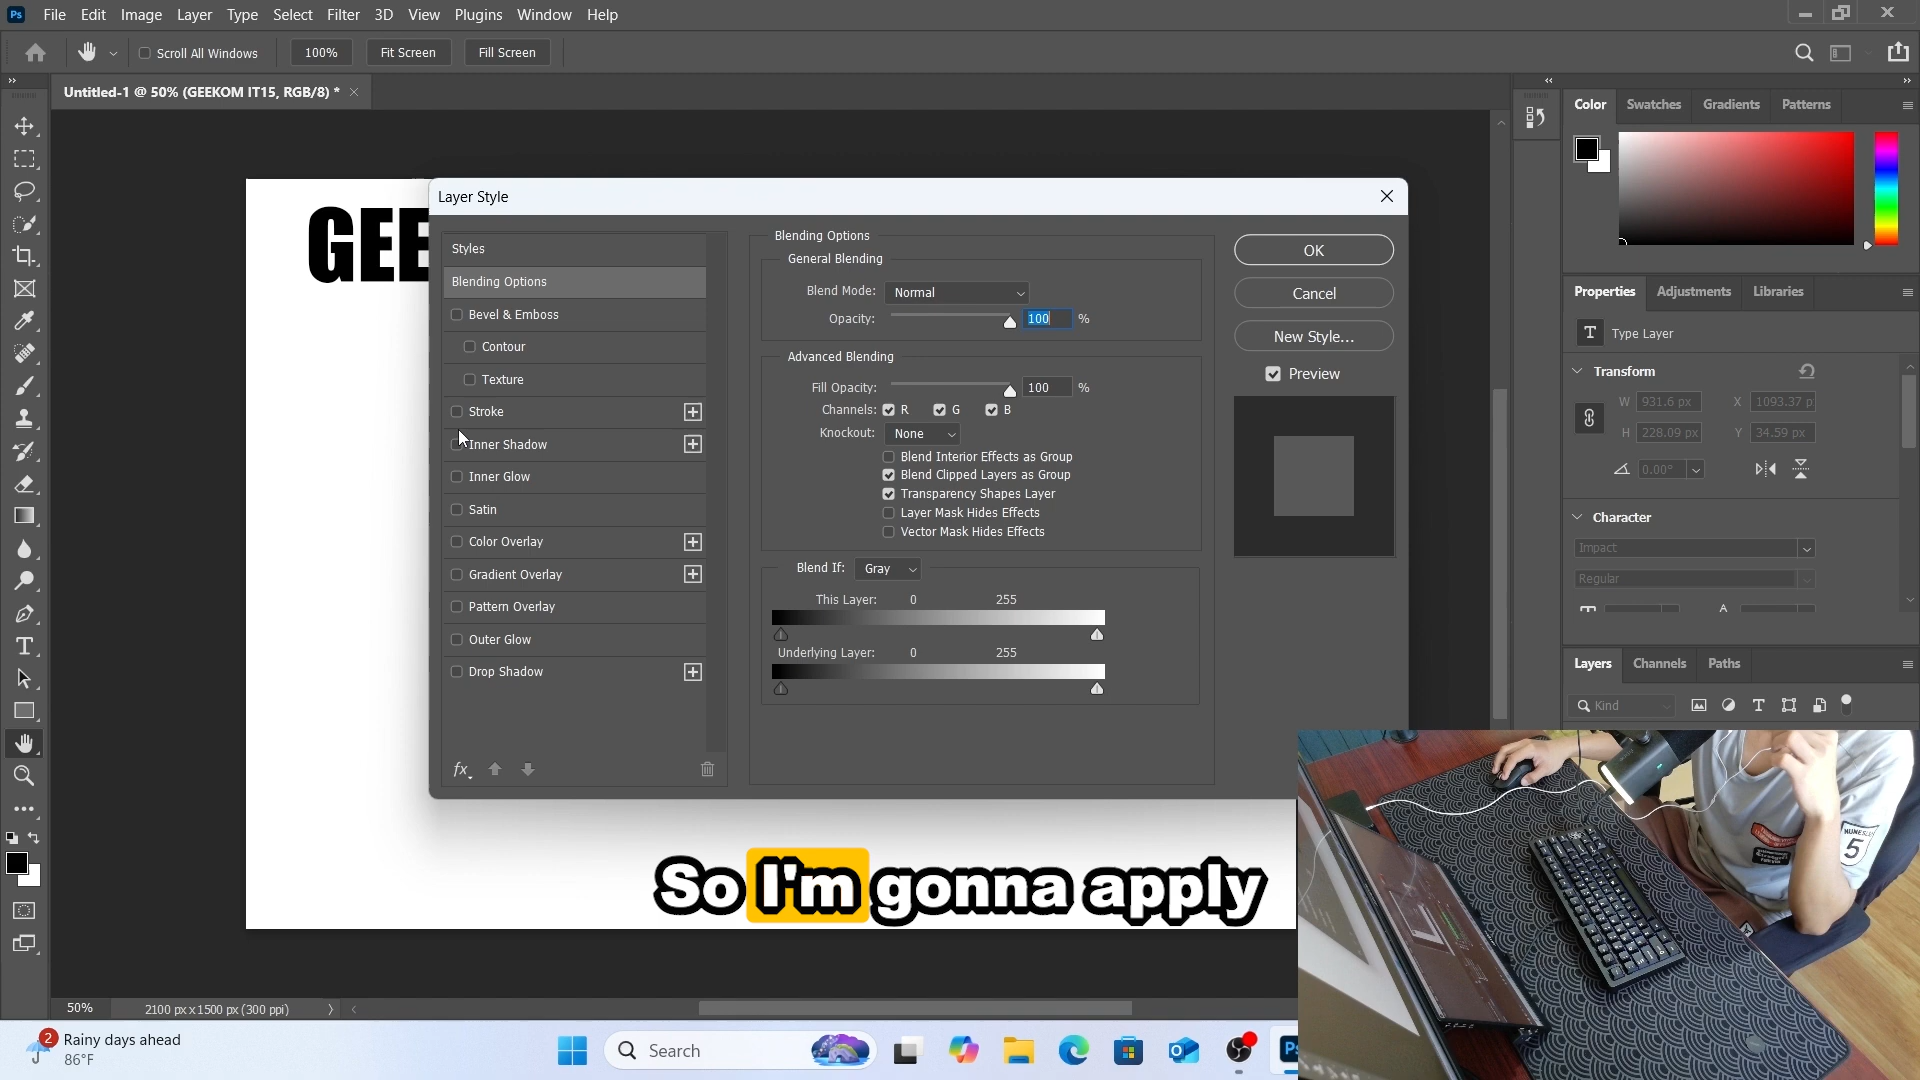 Ps File Edit Image Layer Type Select Filter 3D View Plugins Window Help
Scroll All Windows 100% Fit Screen Fill Screen
Untitled-1 @ 50% (GEEKOM IT15, RGB/8) *
GEE
Layer Style
Styles
Blending Options
Bevel & Emboss
Contour
Texture
Stroke
Inner Shadow
Inner Glow
Satin
Color Overlay
Gradient Overlay
Pattern Overlay
Outer Glow
Drop Shadow
fx
Blending Options
General Blending
Blend Mode: Normal
Opacity: 100 %
Advanced Blending
Fill Opacity: 100 %
Channels: R G B
Knockout: None
Blend Interior Effects as Group
Blend Clipped Layers as Group
Transparency Shapes Layer
Layer Mask Hides Effects
Vector Mask Hides Effects
Blend If: Gray
This Layer: 0 255
Underlying Layer: 0 255
OK
Cancel
New Style...
Preview
Color Swatches Gradients Patterns
Properties Adjustments Libraries
T Type Layer
Transform
W 931.6 px X 1093.37 p
H 228.09 px Y 34.59 px
0.00°
Character
Impact
Regular
Layers Channels Paths
Kind
So I'm gonna apply
50% 2100 px x 1500 px (300 ppi)
2 Rainy days ahead
86°F
Search
Ps
5